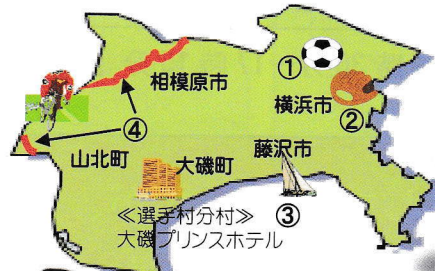 ①
相模原市
横浜市
②
④
山北町
大磯町
藤沢市
≪選手村分村≫
③
大磯プリンスホテル